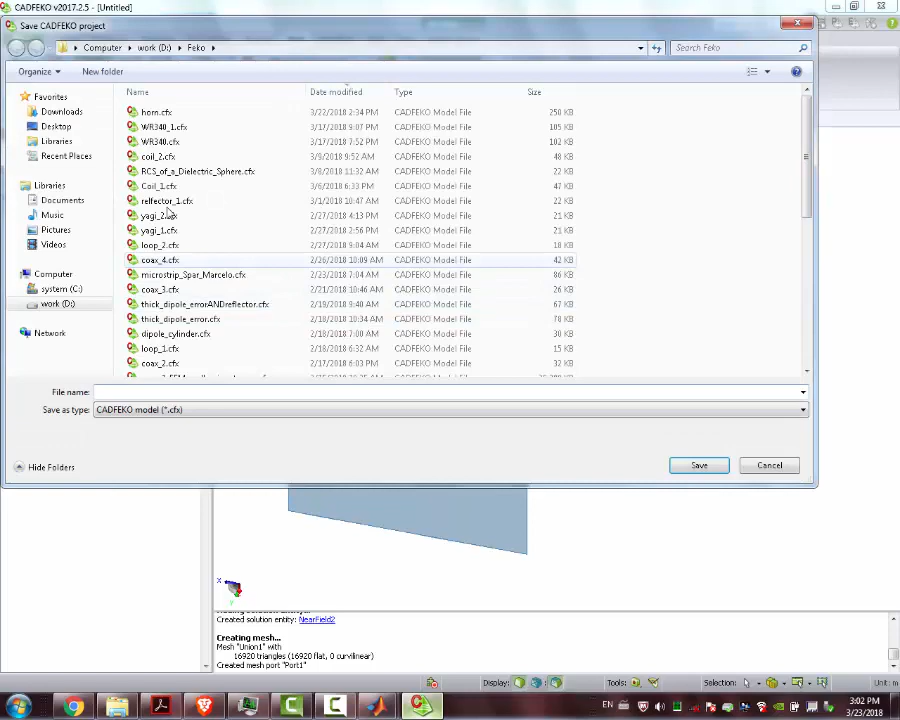 CADFEKO v2017.2.5 - [Untitled]
Save CADFEKO project
Computer ▸ work (D:) ▸ Feko ▸
Search Feko
Organize ▾ New folder
Name Date modified Type Size
Favorites
Downloads
Desktop
Libraries
Recent Places
Libraries
Documents
Music
Pictures
Videos
Computer
system (C:)
work (D:)
Network
horn.cfx 3/22/2018 2:34 PM CADFEKO Model File 250 KB
WR340_1.cfx 3/17/2018 9:07 PM CADFEKO Model File 105 KB
WR340.cfx 3/17/2018 7:52 PM CADFEKO Model File 102 KB
coil_2.cfx 3/9/2018 9:52 AM CADFEKO Model File 48 KB
RCS_of_a_Dielectric_Sphere.cfx 3/8/2018 11:32 AM CADFEKO Model File 22 KB
Coil_1.cfx 3/6/2018 6:33 PM CADFEKO Model File 47 KB
relfector_1.cfx 3/1/2018 10:47 AM CADFEKO Model File 22 KB
yagi_2.cfx 2/27/2018 4:13 PM CADFEKO Model File 21 KB
yagi_1.cfx 2/27/2018 2:56 PM CADFEKO Model File 21 KB
loop_2.cfx 2/27/2018 9:04 AM CADFEKO Model File 18 KB
coax_4.cfx 2/26/2018 10:09 AM CADFEKO Model File 42 KB
microstrip_Spar_Marcelo.cfx 2/23/2018 7:04 AM CADFEKO Model File 36 KB
coax_3.cfx 2/21/2018 10:46 AM CADFEKO Model File 26 KB
thick_dipole_errorANDreflector.cfx 2/19/2018 9:40 AM CADFEKO Model File 67 KB
thick_dipole_error.cfx 2/18/2018 10:21 AM CADFEKO Model File 78 KB
dipole_cylinder.cfx 2/18/2018 7:00 AM CADFEKO Model File 30 KB
loop_1.cfx 2/18/2018 6:32 AM CADFEKO Model File 15 KB
coax_2.cfx 2/17/2018 6:03 PM CADFEKO Model File 32 KB
File name:
Save as type: CADFEKO model (*.cfx)
Hide Folders
Save Cancel
X
Y
Created solution entity: NearField2
Creating mesh...
Mesh "Union1" with
16920 triangles (16920 flat, 0 curvilinear)
Created mesh port "Port1"
Display: Tools: Selection: Unit: m
EN
3:02 PM
3/23/2018